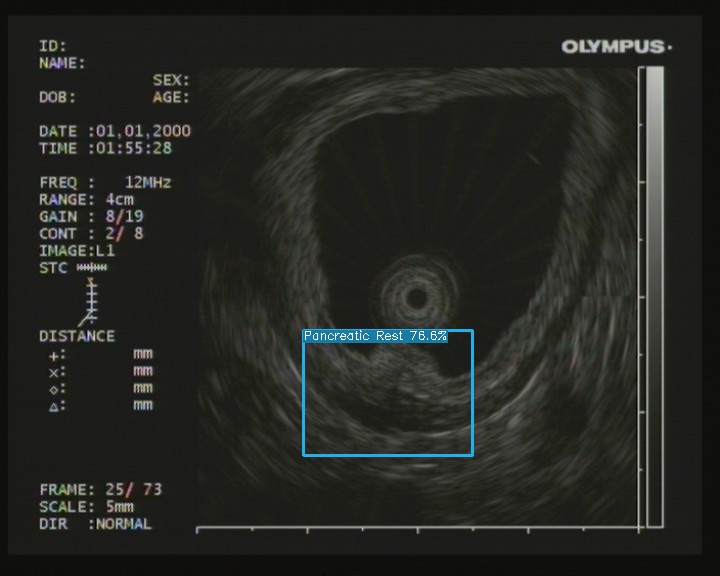 ID:
NAME:
SEX:
DOB: AGE:
DATE :01,01,2000
TIME :01:55:28
FREQ : 12MHz
RANGE: 4cm
GAIN : 8/19
CONT : 2/ 8
IMAGE:L1
STC
DISTANCE
+: mm
×: mm
◇: mm
△: mm
FRAME: 25/ 73
SCALE: 5mm
DIR :NORMAL
OLYMPUS
Pancreatic Rest 76.6%